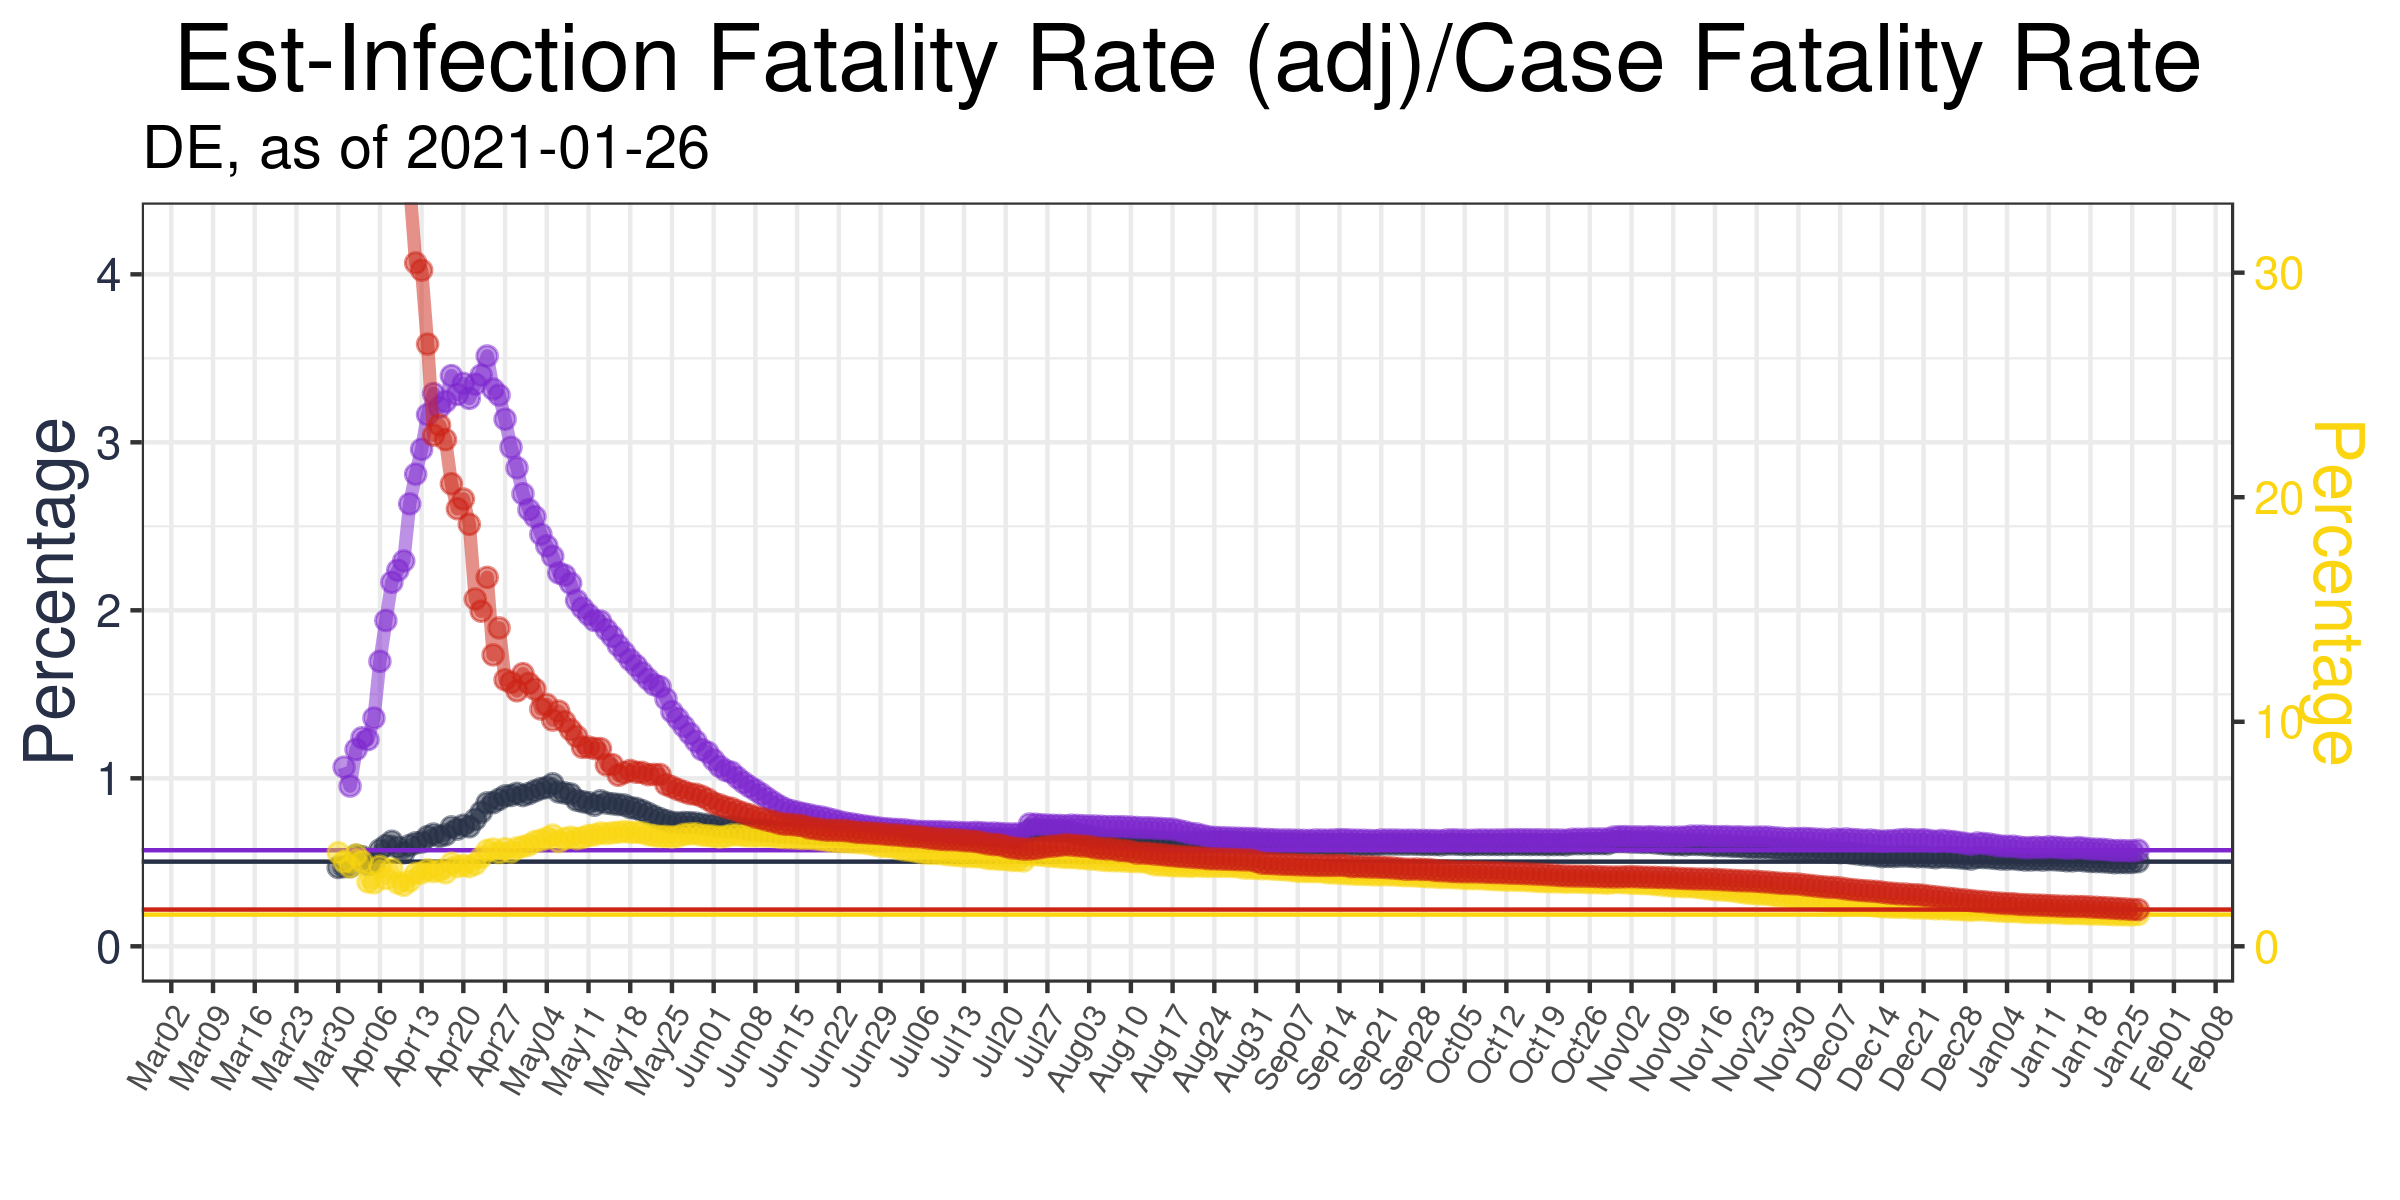 Est-Infection Fatality Rate (adj)/Case Fatality Rate
DE, as of 2021-01-26
Percentage
4
3
2
1
0
30
20
10
0
Percentage
Mar02
Mar09
Mar16
Mar23
Mar30
Apr06
Apr13
Apr20
Apr27
May04
May11
May18
May25
Jun01
Jun08
Jun15
Jun22
Jun29
Jul06
Jul13
Jul20
Jul27
Aug03
Aug10
Aug17
Aug24
Aug31
Sep07
Sep14
Sep21
Sep28
Oct05
Oct12
Oct19
Oct26
Nov02
Nov09
Nov16
Nov23
Nov30
Dec07
Dec14
Dec21
Dec28
Jan04
Jan11
Jan18
Jan25
Feb01
Feb08